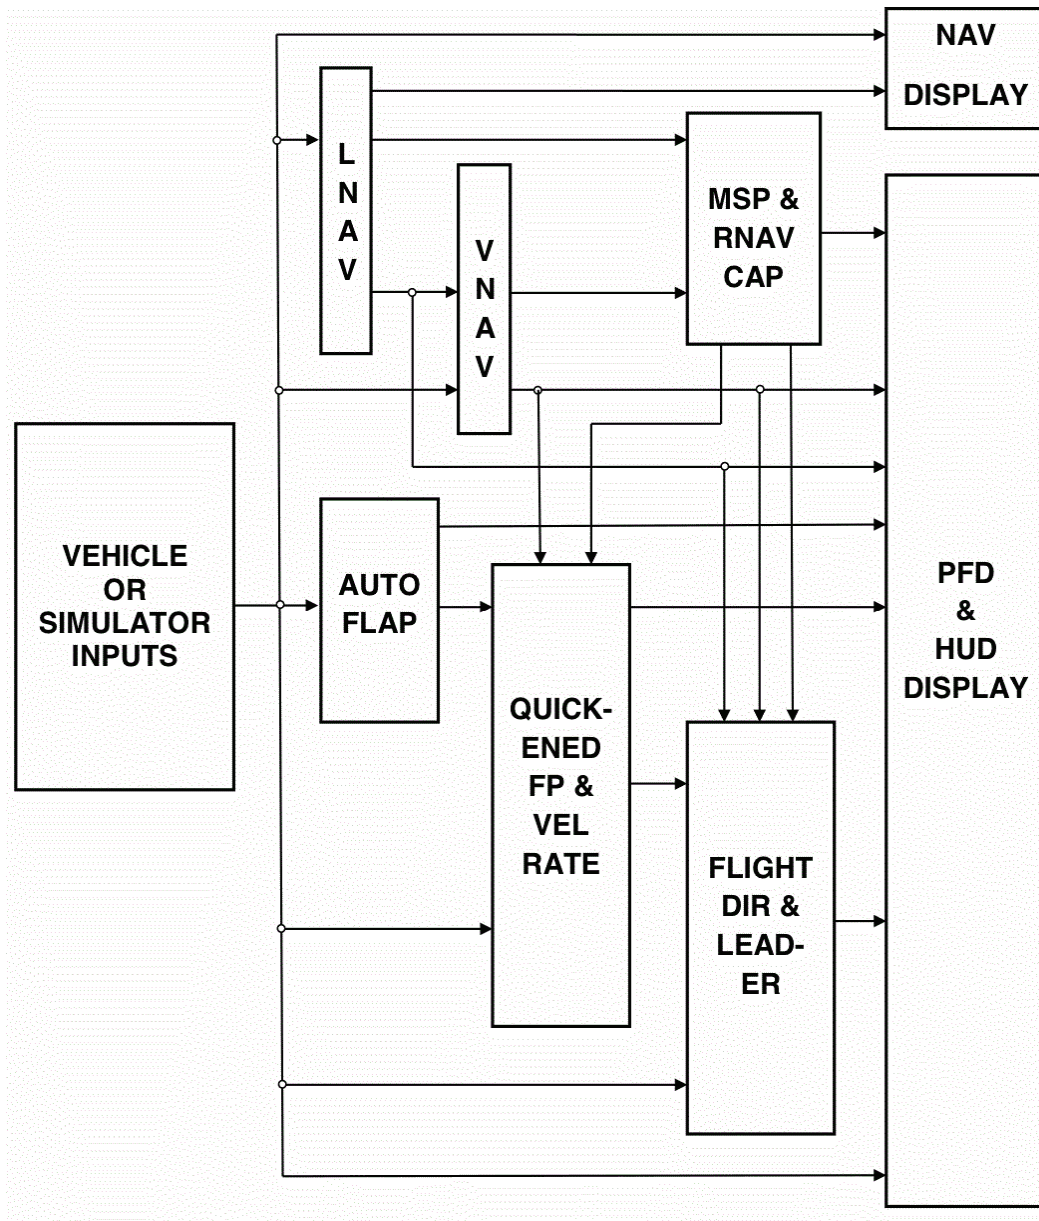 NAV
DISPLAY
L
N
A
V
V
N
A
V
MSP &
RNAV
CAP
VEHICLE
OR
SIMULATOR
INPUTS
AUTO
FLAP
QUICK-
ENED
FP &
VEL
RATE
FLIGHT
DIR &
LEAD-
ER
PFD
&
HUD
DISPLAY